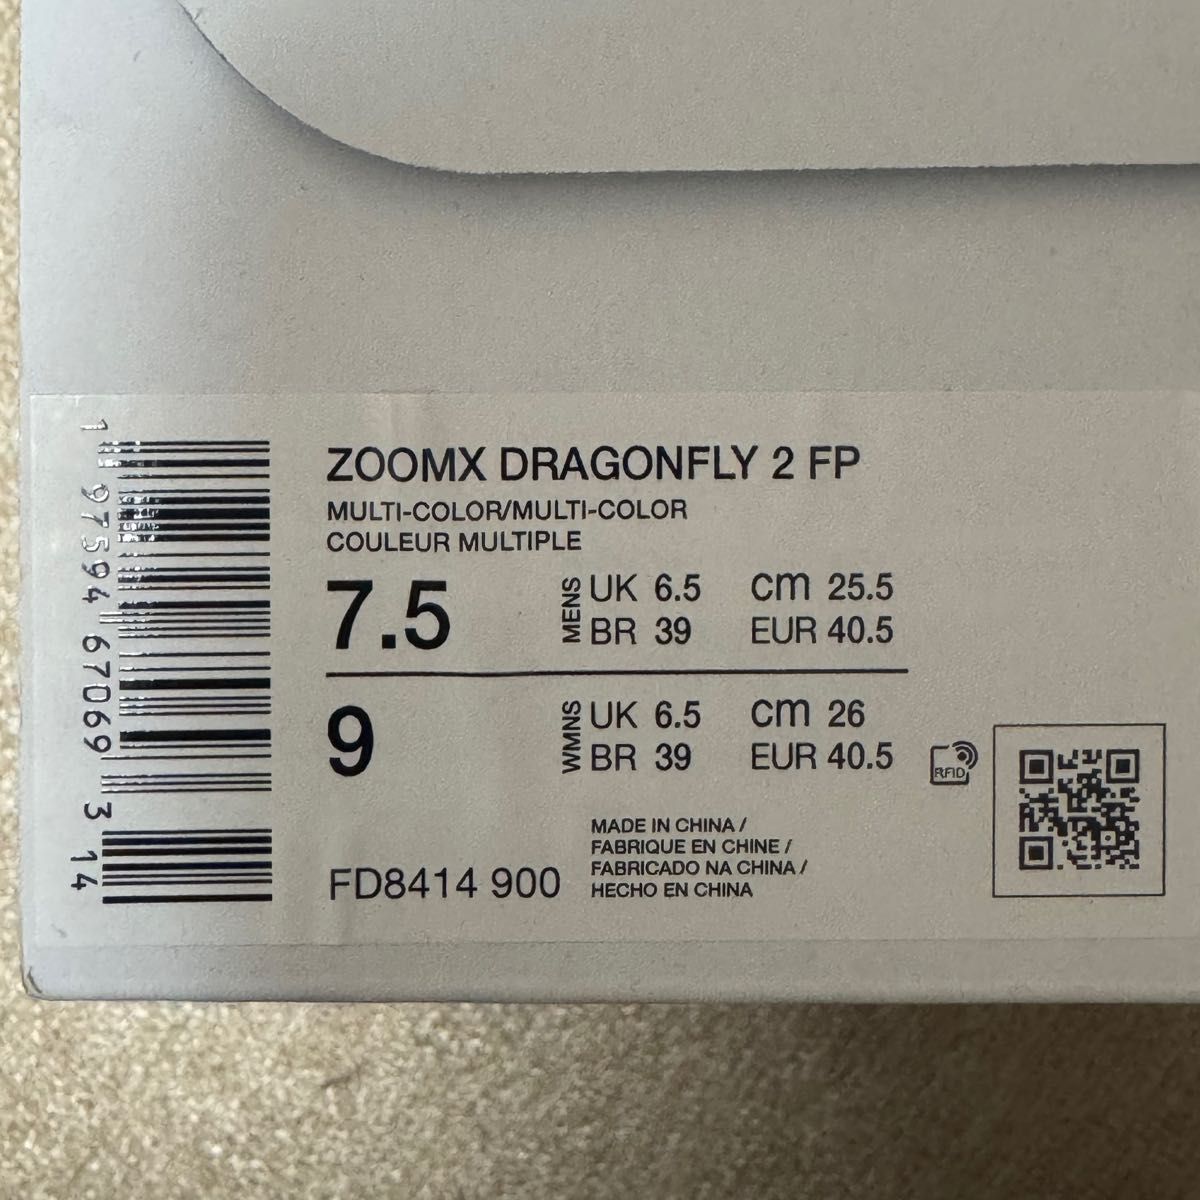 ZOOMX DRAGONFLY 2 FP
MULTI-COLOR/MULTI-COLOR
COULEUR MULTIPLE
7.5 MENS UK 6.5 cm 25.5
BR 39 EUR 40.5
9 WMNS UK 6.5 cm 26
BR 39 EUR 40.5
RFID
MADE IN CHINA /
FABRIQUE EN CHINE /
FABRICADO NA CHINA /
HECHO EN CHINA
FD8414 900
1 97594 67069 3 14